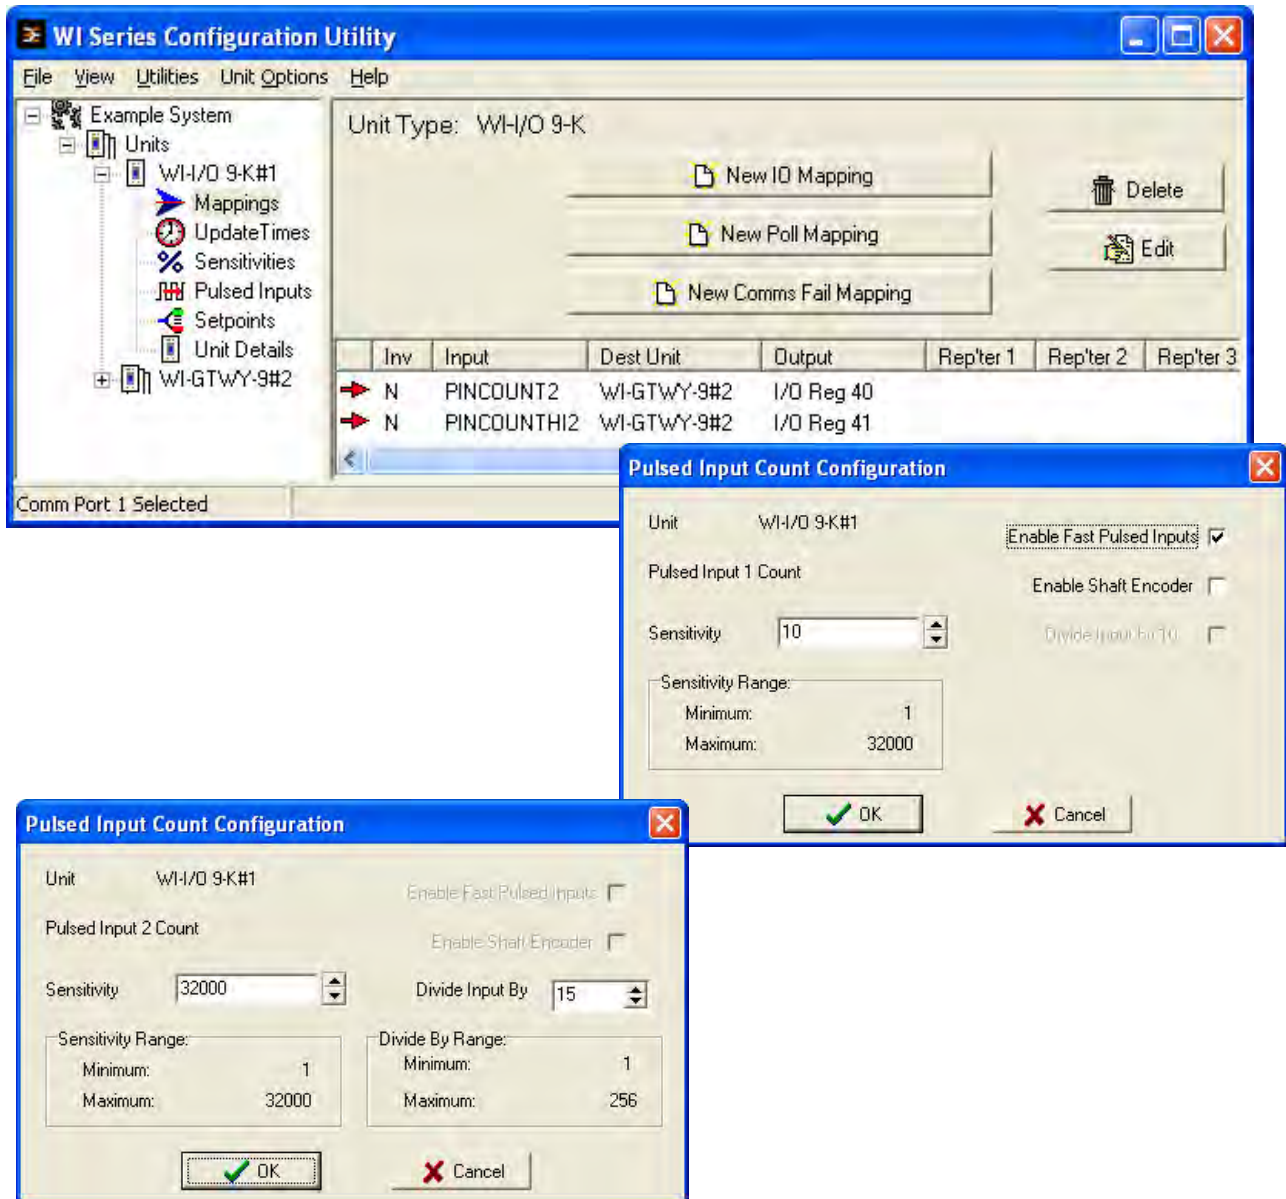 WI Series Configuration Utility
File View Utilities Unit Options Help
Example System
Units
WI-I/O 9-K#1
Mappings
UpdateTimes
Sensitivities
Pulsed Inputs
Setpoints
Unit Details
WI-GTWY-9#2
Unit Type: WI-I/O 9-K
New IO Mapping
New Poll Mapping
New Comms Fail Mapping
Delete
Edit
Inv Input Dest Unit Output Rep'ter 1 Rep'ter 2 Rep'ter 3
N PINCOUNT2 WI-GTWY-9#2 I/O Reg 40
N PINCOUNTHI2 WI-GTWY-9#2 I/O Reg 41
Comm Port 1 Selected
Pulsed Input Count Configuration
Unit WI-I/O 9-K#1
Enable Fast Pulsed Inputs
Pulsed Input 1 Count
Enable Shaft Encoder
Sensitivity 10
Divide Input by 10
Sensitivity Range:
Minimum: 1
Maximum: 32000
OK Cancel
Pulsed Input Count Configuration
Unit WI-I/O 9-K#1
Enable Fast Pulsed Inputs
Pulsed Input 2 Count
Enable Shaft Encoder
Sensitivity 32000
Divide Input By 15
Sensitivity Range:
Minimum: 1
Maximum: 32000
Divide By Range:
Minimum: 1
Maximum: 256
OK Cancel